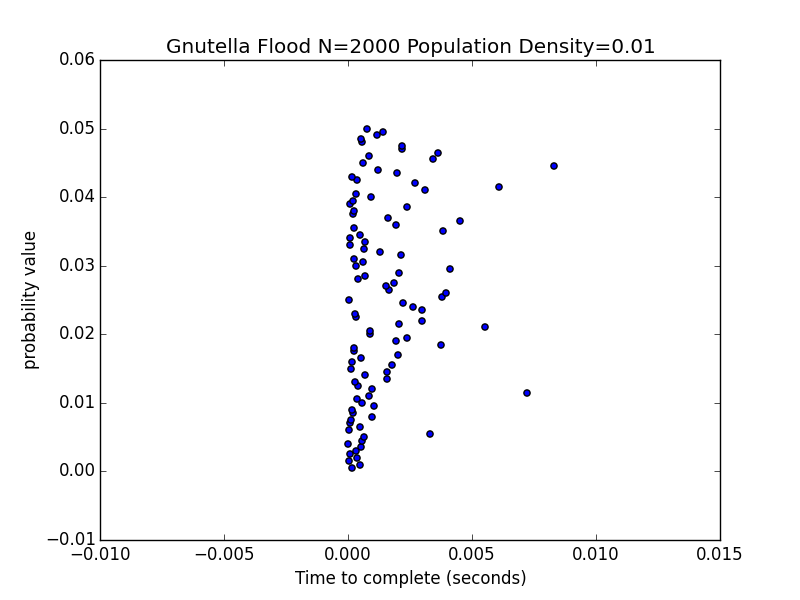 Gnutella Flood N=2000 Population Density=0.01
0.06
0.05
0.04
0.03
0.02
0.01
0.00
−0.01
probability value
−0.010 −0.005 0.000 0.005 0.010 0.015
Time to complete (seconds)